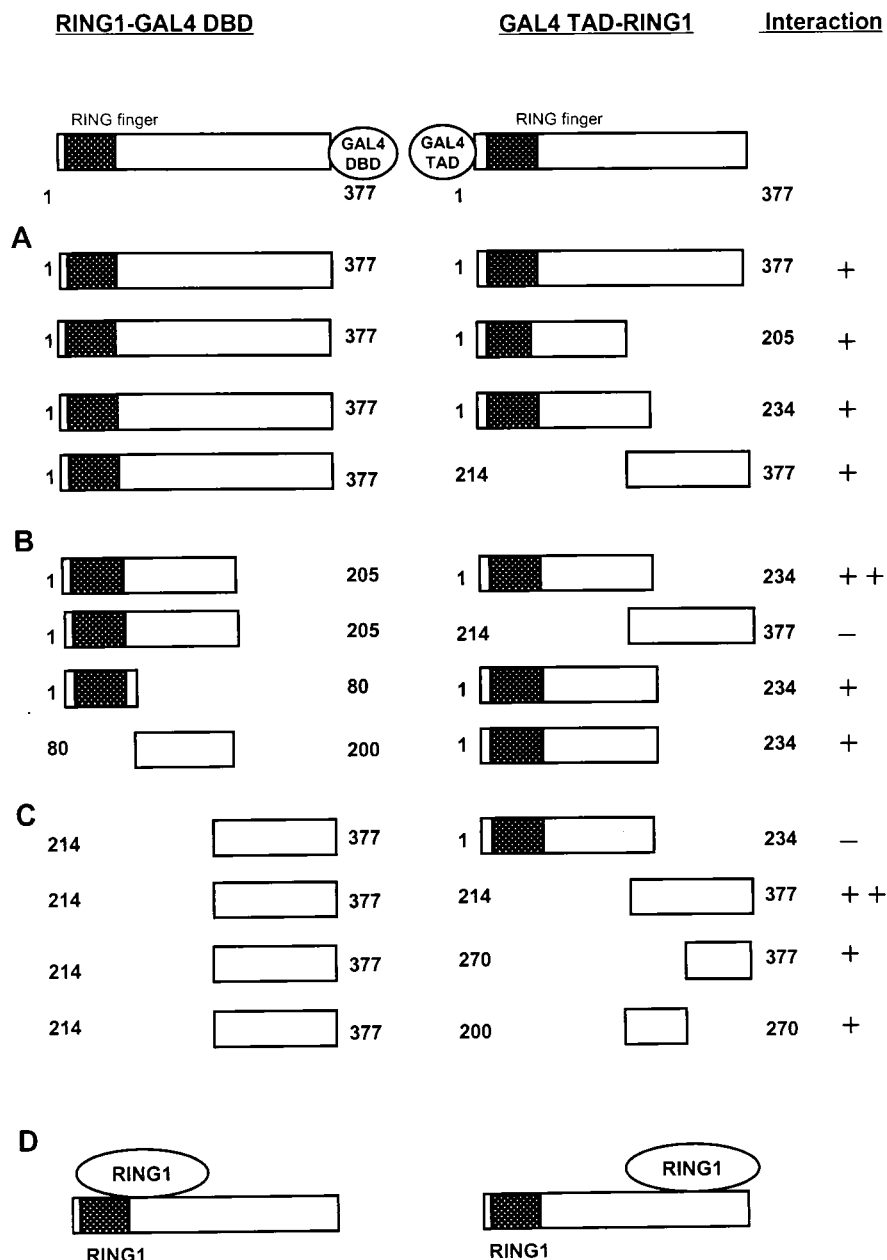 RING1-GAL4 DBD GAL4 TAD-RING1 Interaction
RING finger RING finger
GAL4 DBD GAL4 TAD
1 377 1 377
A
1 377 1 377 +
1 377 1 205 +
1 377 1 234 +
1 377 214 377 +
B
1 205 1 234 + +
1 205 214 377 –
1 80 1 234 +
80 200 1 234 +
C
214 377 1 234 –
214 377 214 377 + +
214 377 270 377 +
214 377 200 270 +
D
RING1 RING1
RING1 RING1